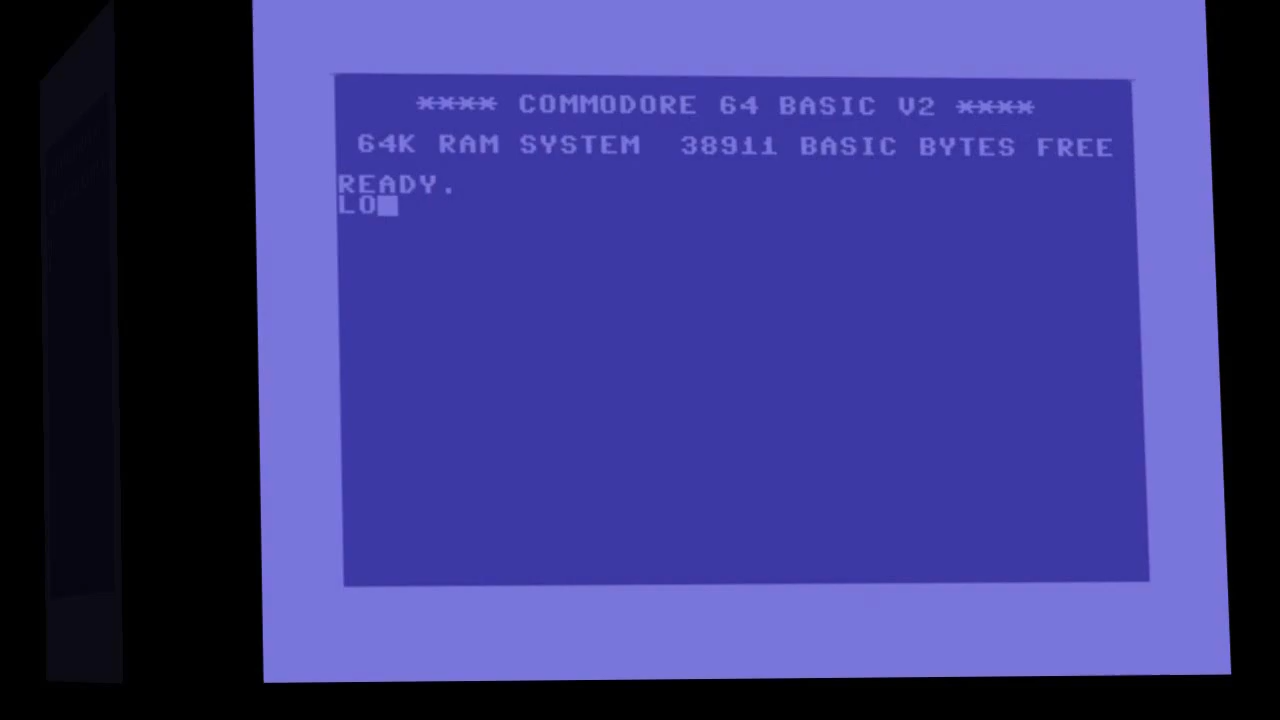 **** COMMODORE 64 BASIC V2 ****
64K RAM SYSTEM  38911 BASIC BYTES FREE
READY.
LO